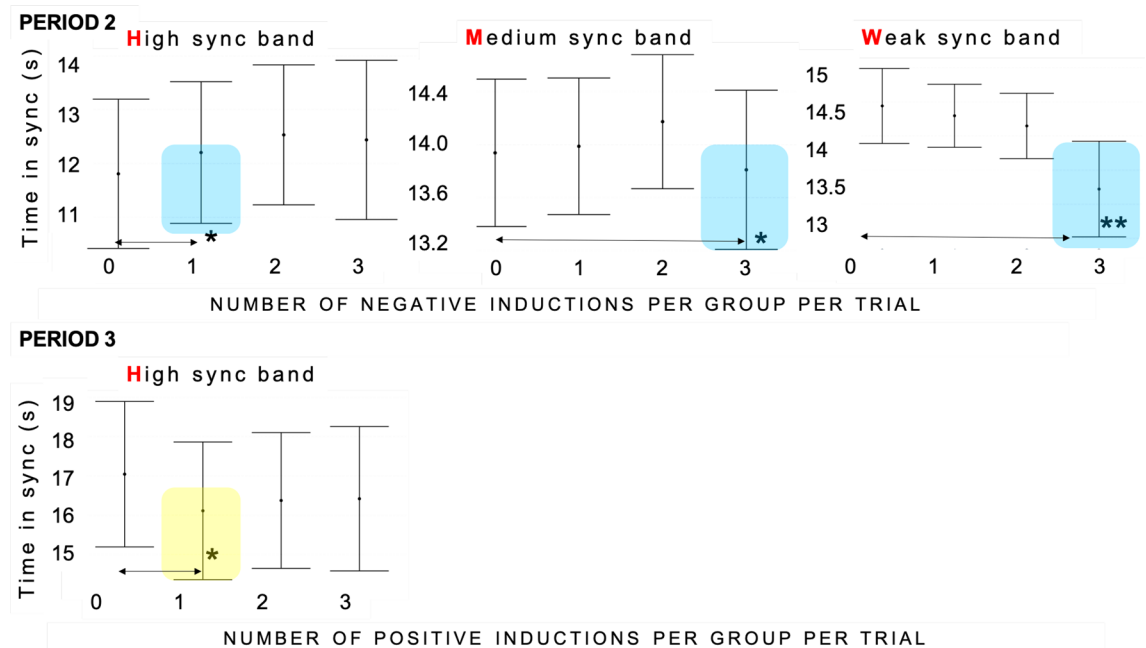 PERIOD 2
High sync band
Medium sync band
Weak sync band
Time in sync (s)
14
13
12
11
0 1 2 3
*
14.4
14.0
13.6
13.2
0 1 2 3
*
15
14.5
14
13.5
13
0 1 2 3
**
NUMBER OF NEGATIVE INDUCTIONS PER GROUP PER TRIAL
PERIOD 3
High sync band
Time in sync (s)
19
18
17
16
15
0 1 2 3
*
NUMBER OF POSITIVE INDUCTIONS PER GROUP PER TRIAL